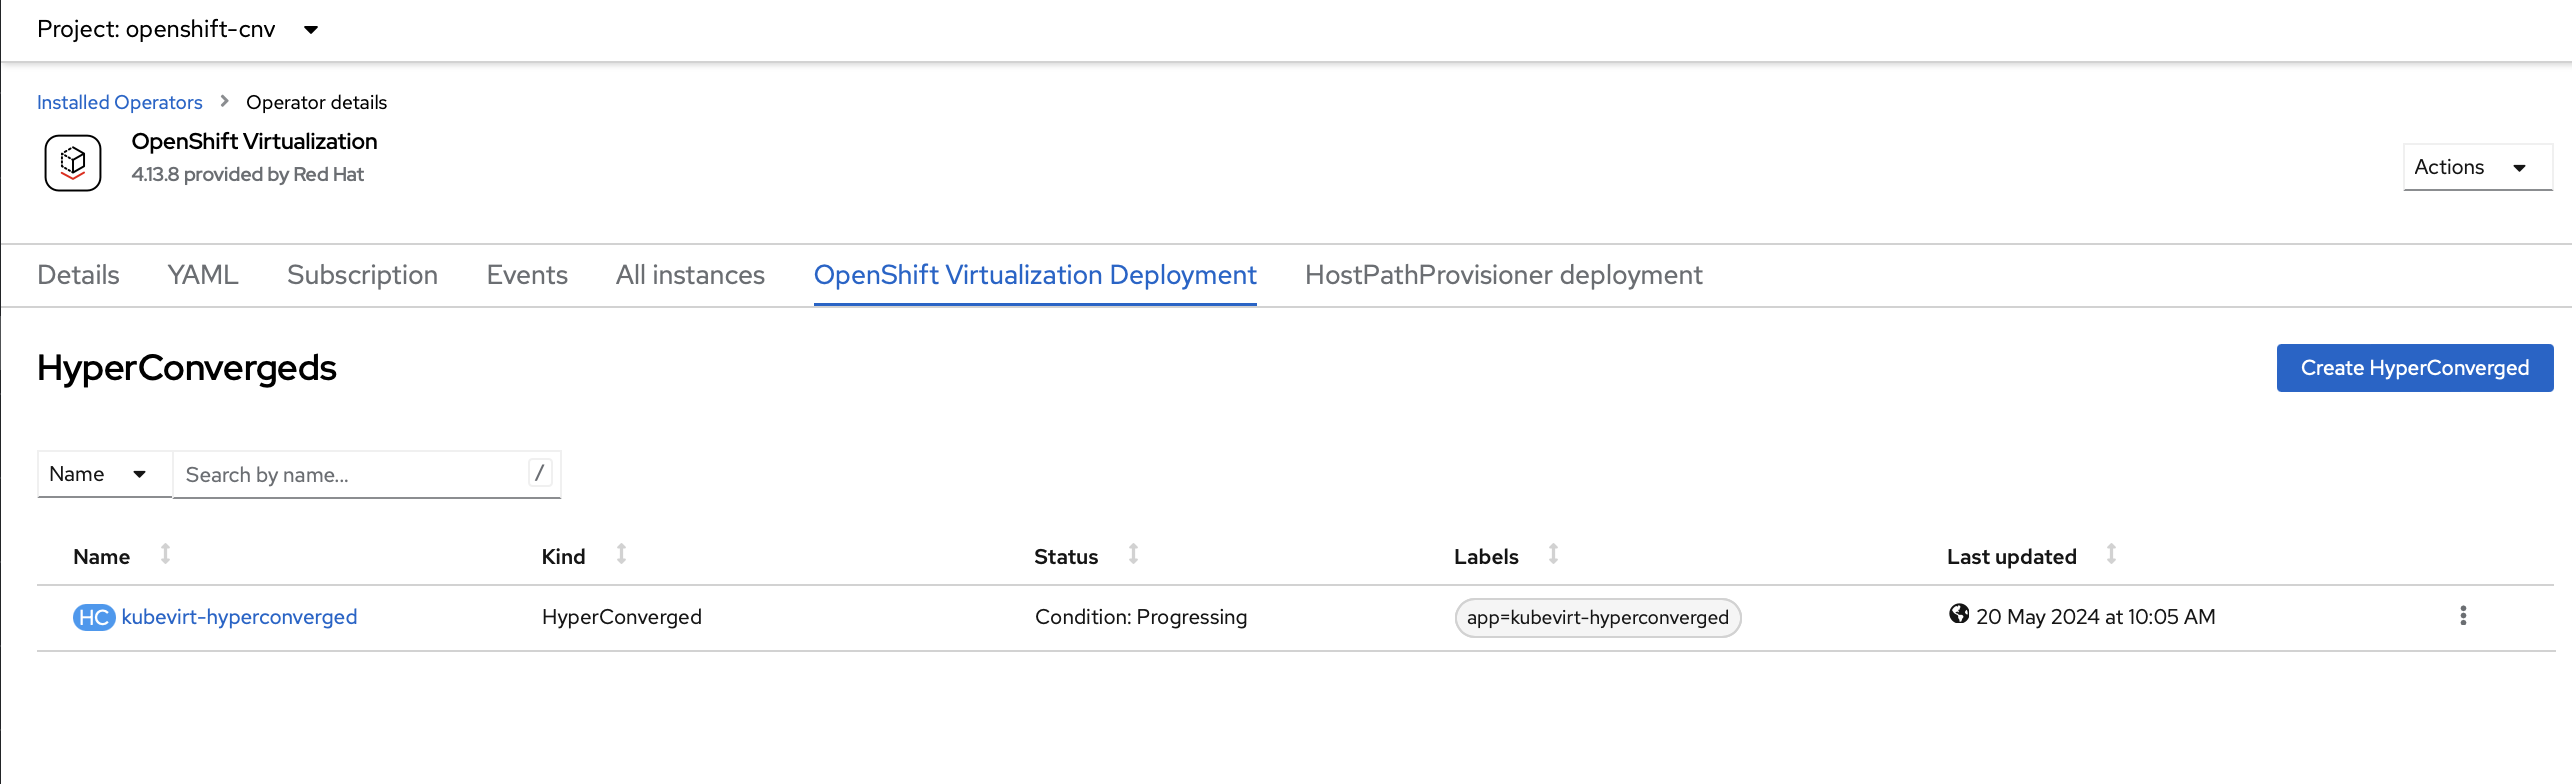 Project: openshift-cnv
Installed Operators > Operator details
OpenShift Virtualization
4.13.8 provided by Red Hat
Actions
Details YAML Subscription Events All instances OpenShift Virtualization Deployment HostPathProvisioner deployment
HyperConvergeds
Create HyperConverged
Name Search by name... /
Name Kind Status Labels Last updated
HC kubevirt-hyperconverged HyperConverged Condition: Progressing app=kubevirt-hyperconverged 20 May 2024 at 10:05 AM